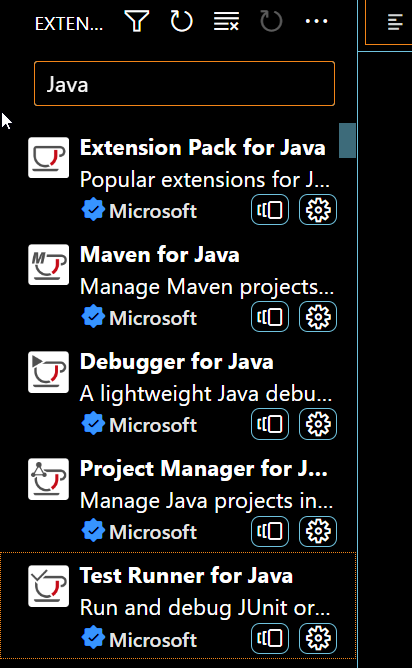 EXTEN...
Java
Extension Pack for Java
Popular extensions for J...
Microsoft
Maven for Java
Manage Maven projects...
Microsoft
Debugger for Java
A lightweight Java debu...
Microsoft
Project Manager for J...
Manage Java projects in...
Microsoft
Test Runner for Java
Run and debug JUnit or...
Microsoft